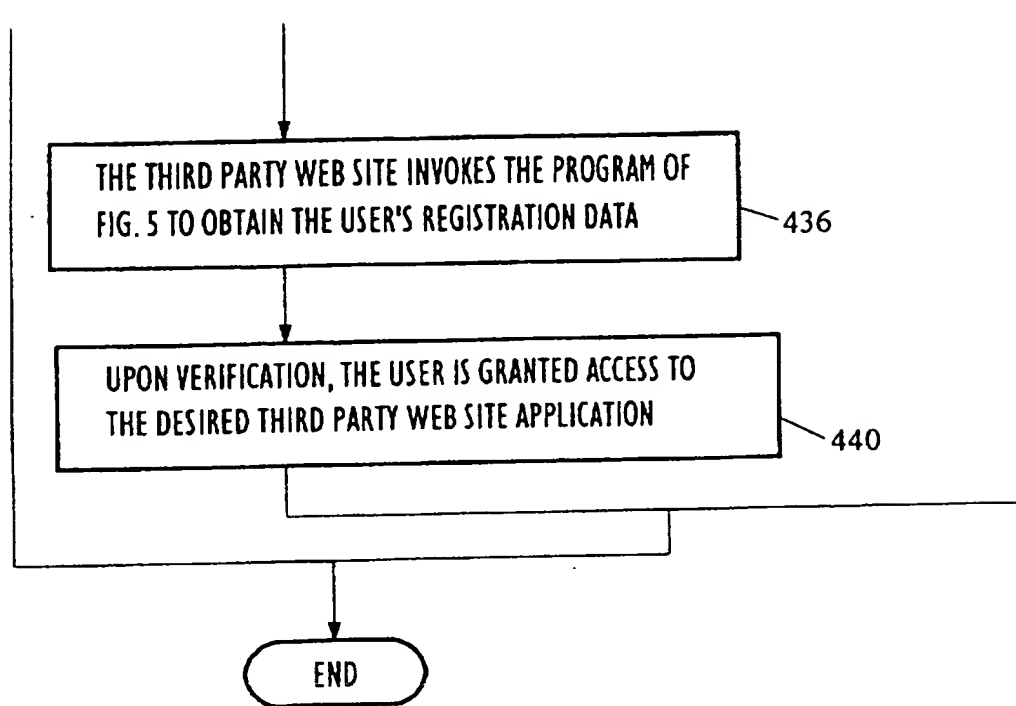 THE THIRD PARTY WEB SITE INVOKES THE PROGRAM OF
FIG. 5 TO OBTAIN THE USER'S REGISTRATION DATA
436
UPON VERIFICATION, THE USER IS GRANTED ACCESS TO
THE DESIRED THIRD PARTY WEB SITE APPLICATION
440
END